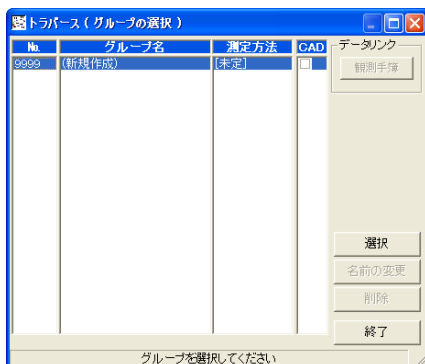 トラバース ( グループの選択 )
No. グループ名 測定方法 CAD
9999 (新規作成) [未定]
データリンク
観測手簿
選択
名前の変更
削除
終了
グループを選択してください